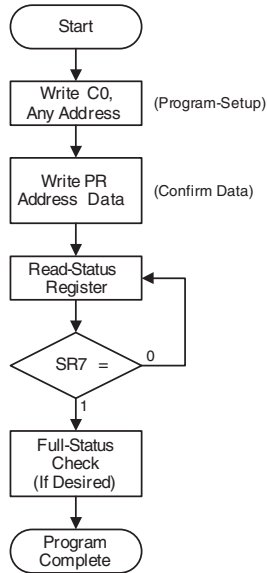 Start
Write C0,
Any Address
(Program-Setup)
Write PR
Address Data
(Confirm Data)
Read-Status
Register
SR7 =
0
1
Full-Status
Check
(If Desired)
Program
Complete